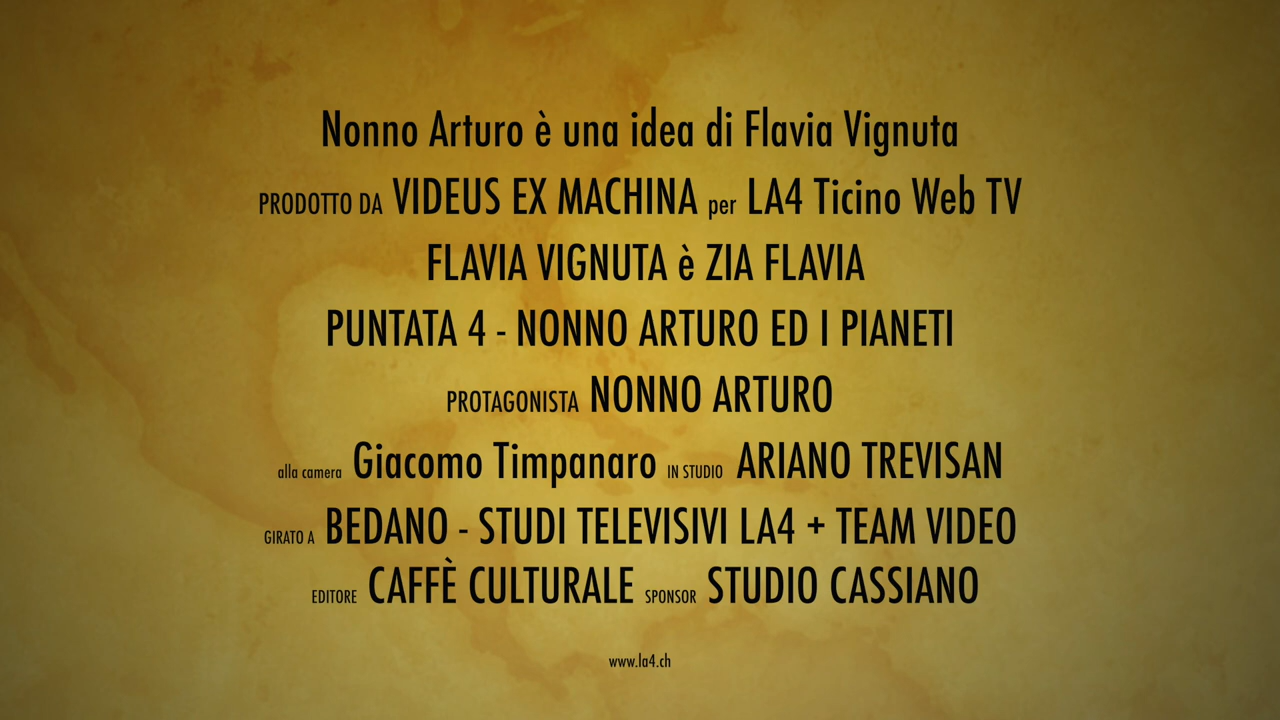 Nonno Arturo è una idea di Flavia Vignuta
PRODOTTO DA VIDEUS EX MACHINA per LA4 Ticino Web TV
FLAVIA VIGNUTA è ZIA FLAVIA
PUNTATA 4 - NONNO ARTURO ED I PIANETI
PROTAGONISTA NONNO ARTURO
alla camera Giacomo Timpanaro IN STUDIO ARIANO TREVISAN
GIRATO A BEDANO - STUDI TELEVISIVI LA4 + TEAM VIDEO
EDITORE CAFFÈ CULTURALE SPONSOR STUDIO CASSIANO
www.la4.ch